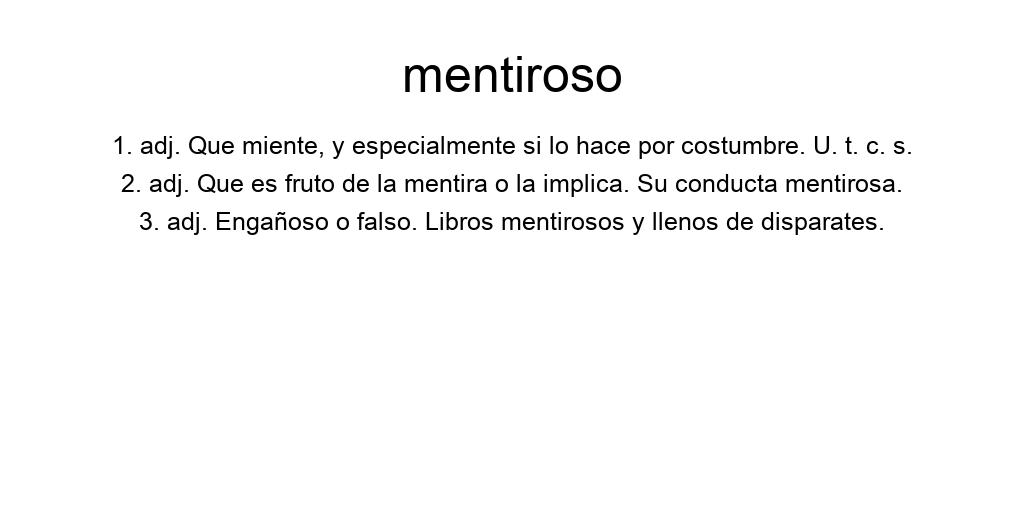 mentiroso
1. adj. Que miente, y especialmente si lo hace por costumbre. U. t. c. s.
2. adj. Que es fruto de la mentira o la implica. Su conducta mentirosa.
3. adj. Engañoso o falso. Libros mentirosos y llenos de disparates.